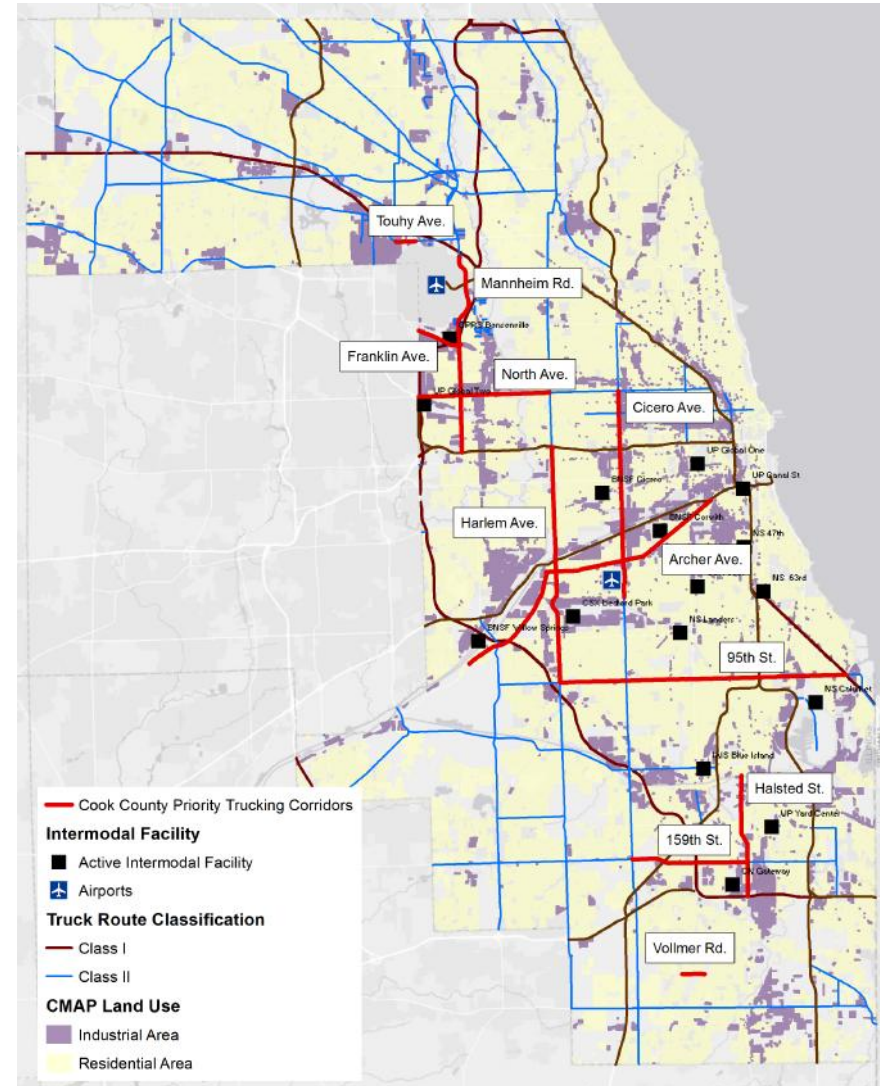 Touhy Ave.
Mannheim Rd.
Franklin Ave.
North Ave.
UP Global Two
Cicero Ave.
UP Global One
BNSF Cicero
UP Canal St
Harlem Ave.
BNSF Corwith
NS 47th
Archer Ave.
NS 63rd
CSX Bedford Park
NS Landers
BNSF Willow Springs
95th St.
NS Calumet
Blue Island
Halsted St.
UP Yard Center
159th St.
CN Gateway
Vollmer Rd.
Cook County Priority Trucking Corridors
Intermodal Facility
Active Intermodal Facility
Airports
Truck Route Classification
Class I
Class II
CMAP Land Use
Industrial Area
Residential Area